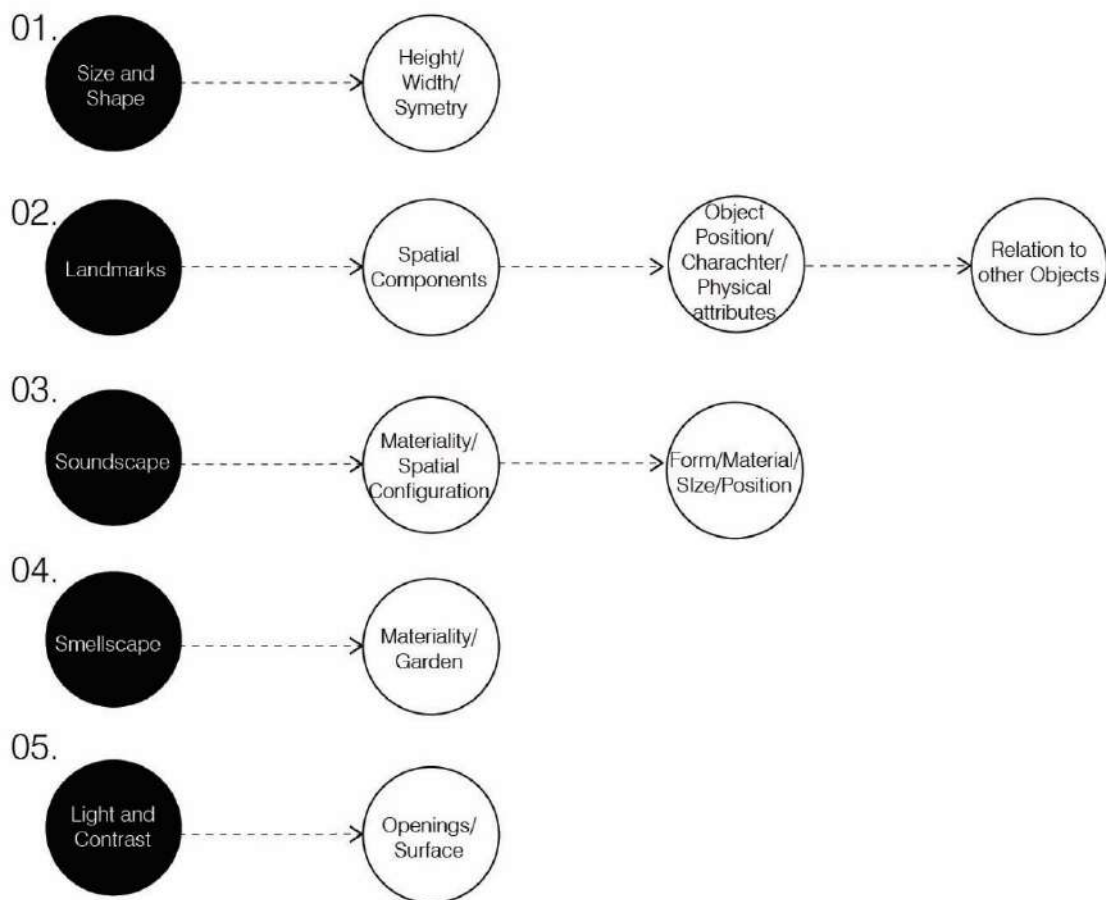 01.
Size and
Shape
Height/
Width/
Symetry
02.
Landmarks
Spatial
Components
Object
Position/
Charachter/
Physical
attributes
Relation to
other Objects
03.
Soundscape
Materiality/
Spatial
Configuration
Form/Material/
SIze/Position
04.
Smellscape
Materiality/
Garden
05.
Light and
Contrast
Openings/
Surface